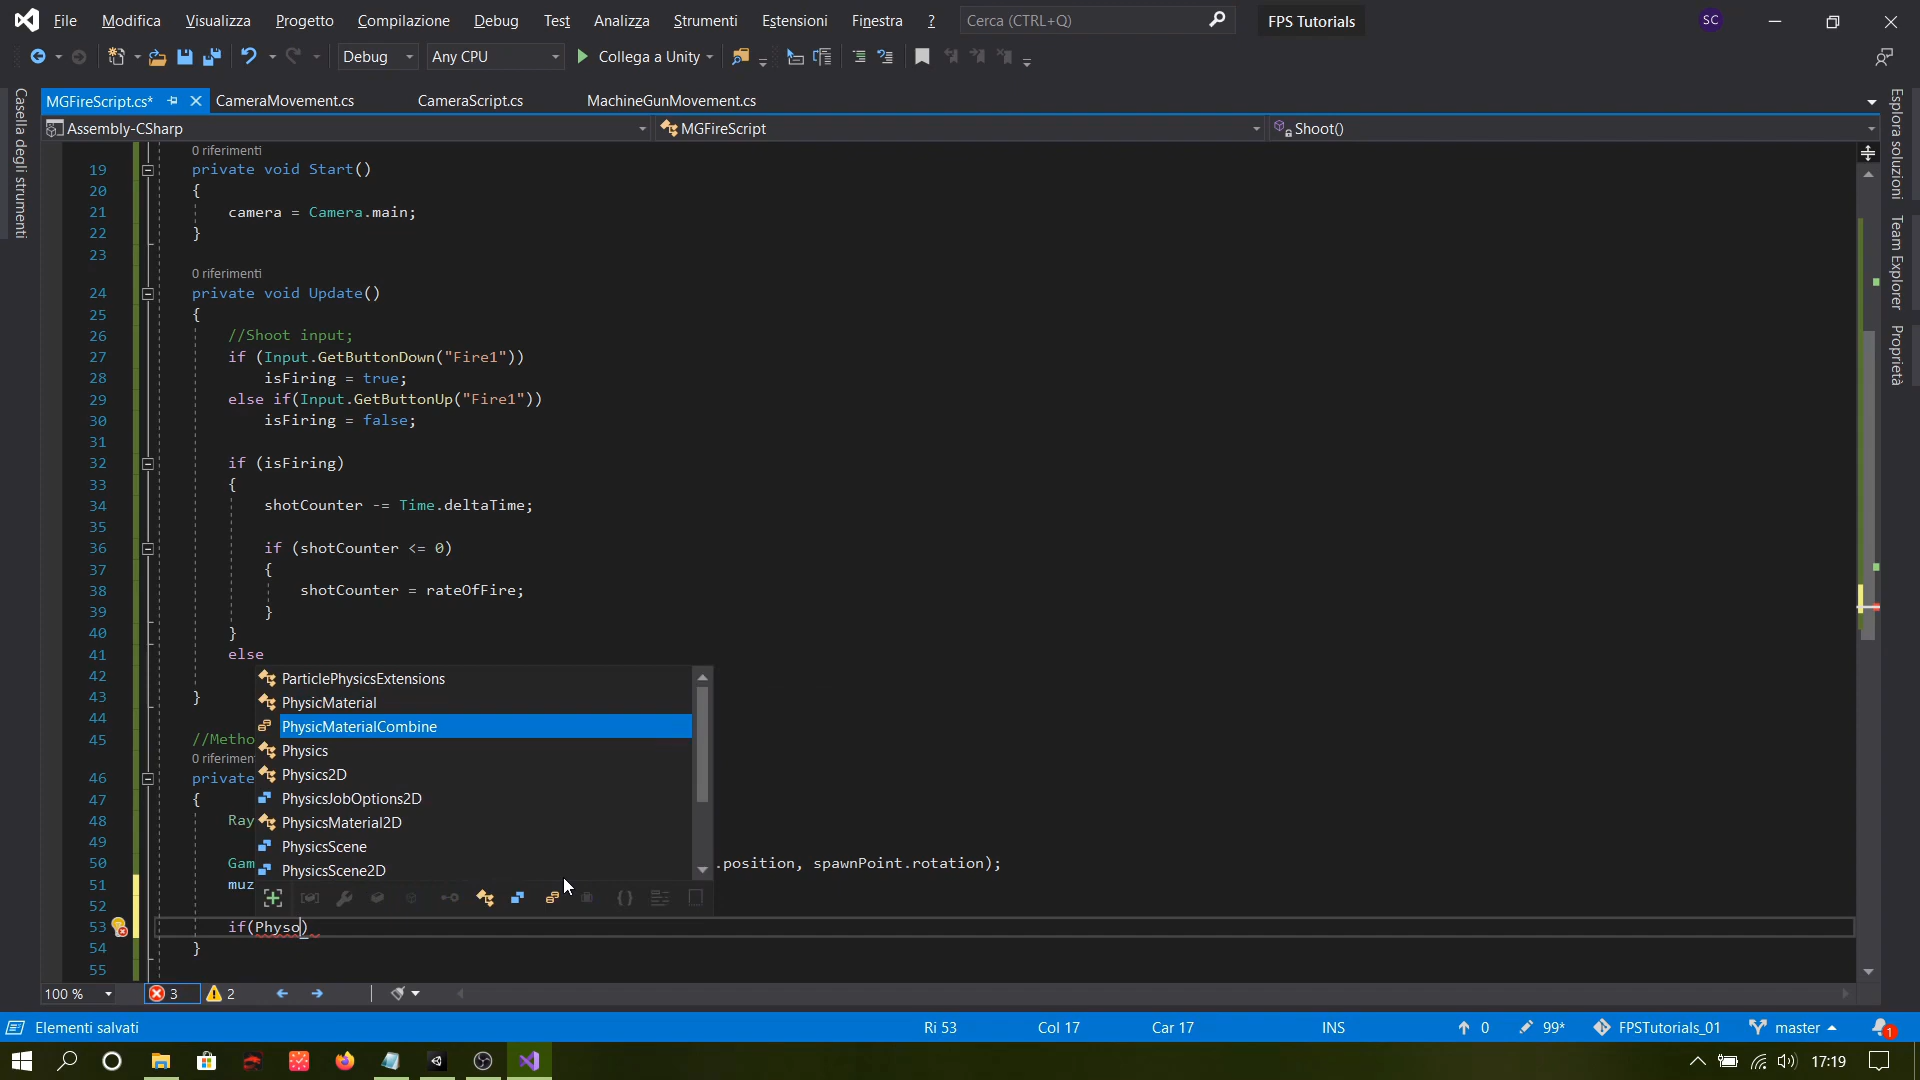 File Modifica Visualizza Progetto Compilazione Debug Test Analizza Strumenti Estensioni Finestra ? Cerca (CTRL+Q) FPS Tutorials SC
Debug Any CPU Collega a Unity
MGFireScript.cs* CameraMovement.cs CameraScript.cs MachineGunMovement.cs
Assembly-CSharp MGFireScript Shoot()
Casella degli strumenti
Esplora soluzioni
Team Explorer
Proprietà
0 riferimenti
19 private void Start()
20 {
21 camera = Camera.main;
22 }
23
0 riferimenti
24 private void Update()
25 {
26 //Shoot input;
27 if (Input.GetButtonDown("Fire1"))
28 isFiring = true;
29 else if(Input.GetButtonUp("Fire1"))
30 isFiring = false;
31
32 if (isFiring)
33 {
34 shotCounter -= Time.deltaTime;
35
36 if (shotCounter <= 0)
37 {
38 shotCounter = rateOfFire;
39 }
40 }
41 else
42
43 }
44
45 //Metho
0 riferimen
46 private
47 {
48 Ray
49
50 Gam .position, spawnPoint.rotation);
51 muz
52
53 if(Physo)
54 }
55
ParticlePhysicsExtensions
PhysicMaterial
PhysicMaterialCombine
Physics
Physics2D
PhysicsJobOptions2D
PhysicsMaterial2D
PhysicsScene
PhysicsScene2D
100 % 3 2
Elementi salvati Ri 53 Col 17 Car 17 INS 0 99* FPSTutorials_01 master 1
17:19